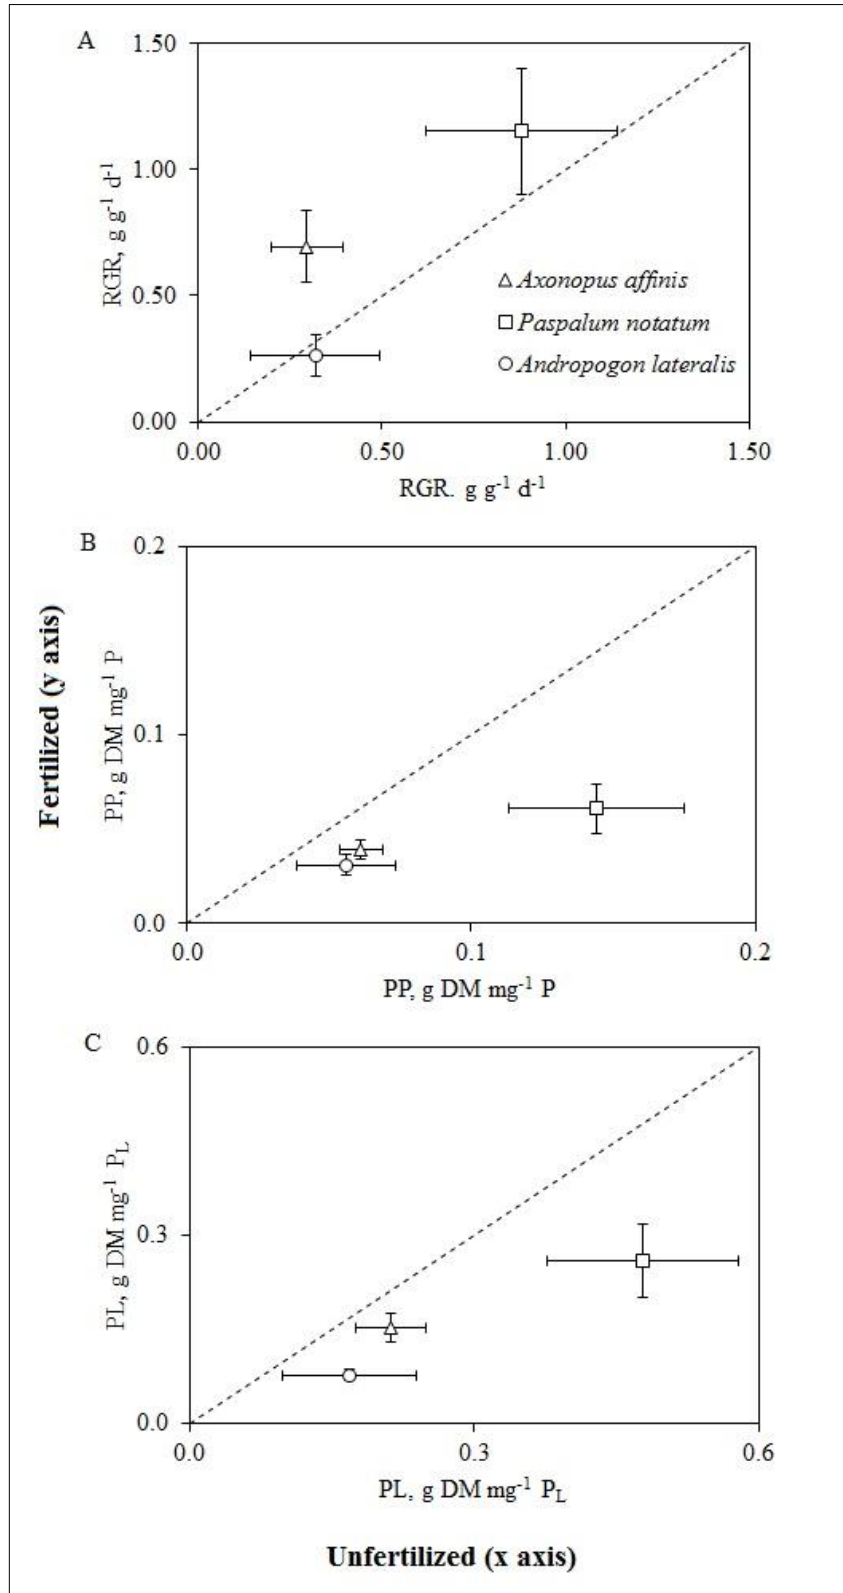 A
1.50
1.00
0.50
0.00
RGR, g g-1 d-1
Axonopus affinis
Paspalum notatum
Andropogon lateralis
0.00 0.50 1.00 1.50
RGR. g g-1 d-1
B
0.2
0.1
0.0
Fertilized (y axis)
PP, g DM mg-1 P
0.0 0.1 0.2
PP, g DM mg-1 P
C
0.6
0.3
0.0
PL, g DM mg-1 PL
0.0 0.3 0.6
PL, g DM mg-1 PL
Unfertilized (x axis)